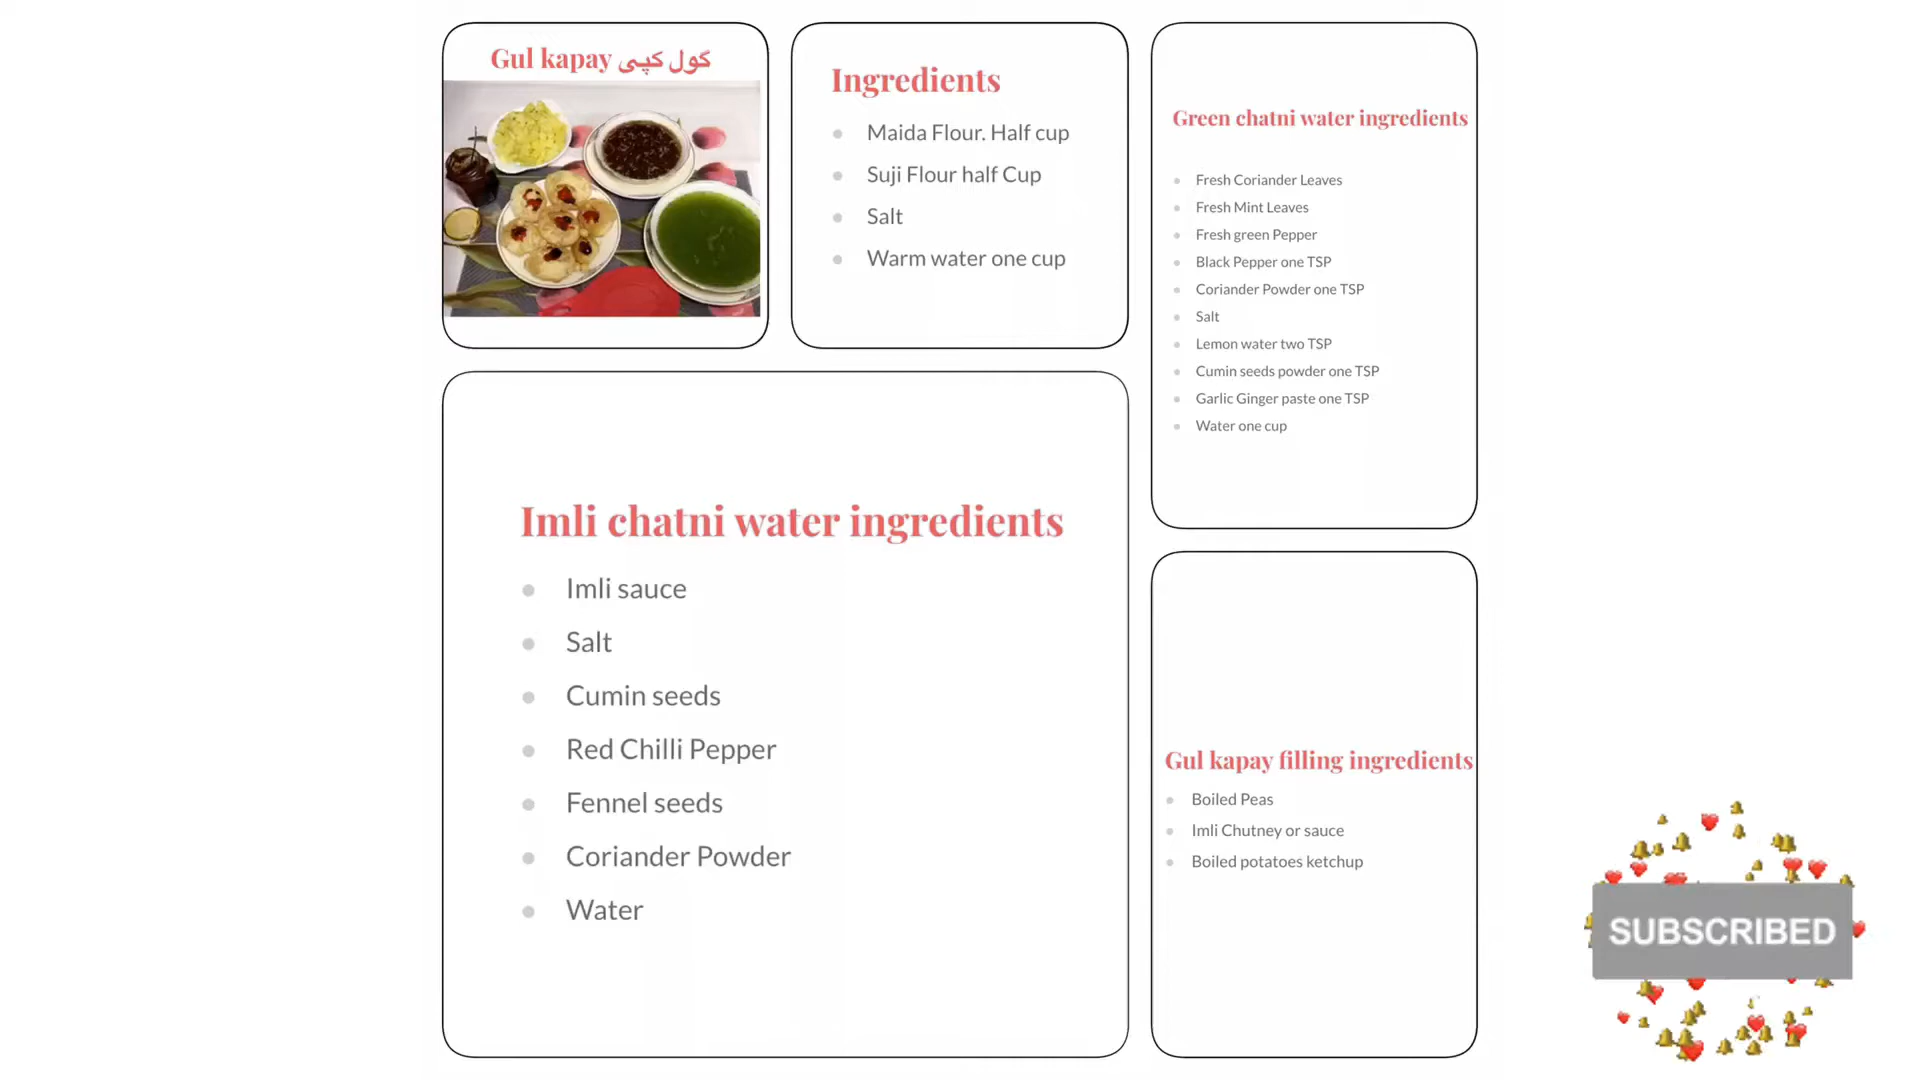 Gul kapay گول کپی
Ingredients
Maida Flour. Half cup
Suji Flour half Cup
Salt
Warm water one cup
Green chatni water ingredients
Fresh Coriander Leaves
Fresh Mint Leaves
Fresh green Pepper
Black Pepper one TSP
Coriander Powder one TSP
Salt
Lemon water two TSP
Cumin seeds powder one TSP
Garlic Ginger paste one TSP
Water one cup
Imli chatni water ingredients
Imli sauce
Salt
Cumin seeds
Red Chilli Pepper
Fennel seeds
Coriander Powder
Water
Gul kapay filling ingredients
Boiled Peas
Imli Chutney or sauce
Boiled potatoes ketchup
SUBSCRIBED